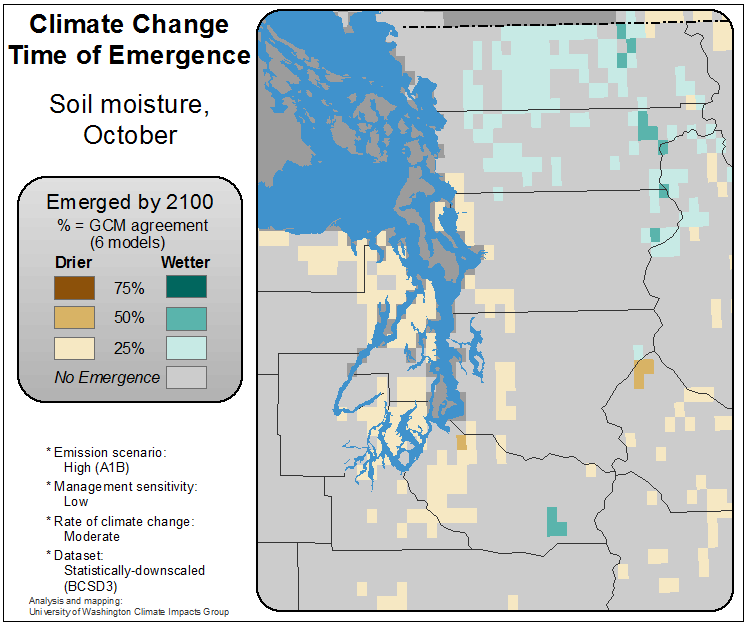 Climate Change
Time of Emergence
Soil moisture,
October
Emerged by 2100
% = GCM agreement
(6 models)
Drier Wetter
75%
50%
25%
No Emergence
* Emission scenario:
High (A1B)
* Management sensitivity:
Low
* Rate of climate change:
Moderate
* Dataset:
Statistically-downscaled
(BCSD3)
Analysis and mapping:
University of Washington Climate Impacts Group